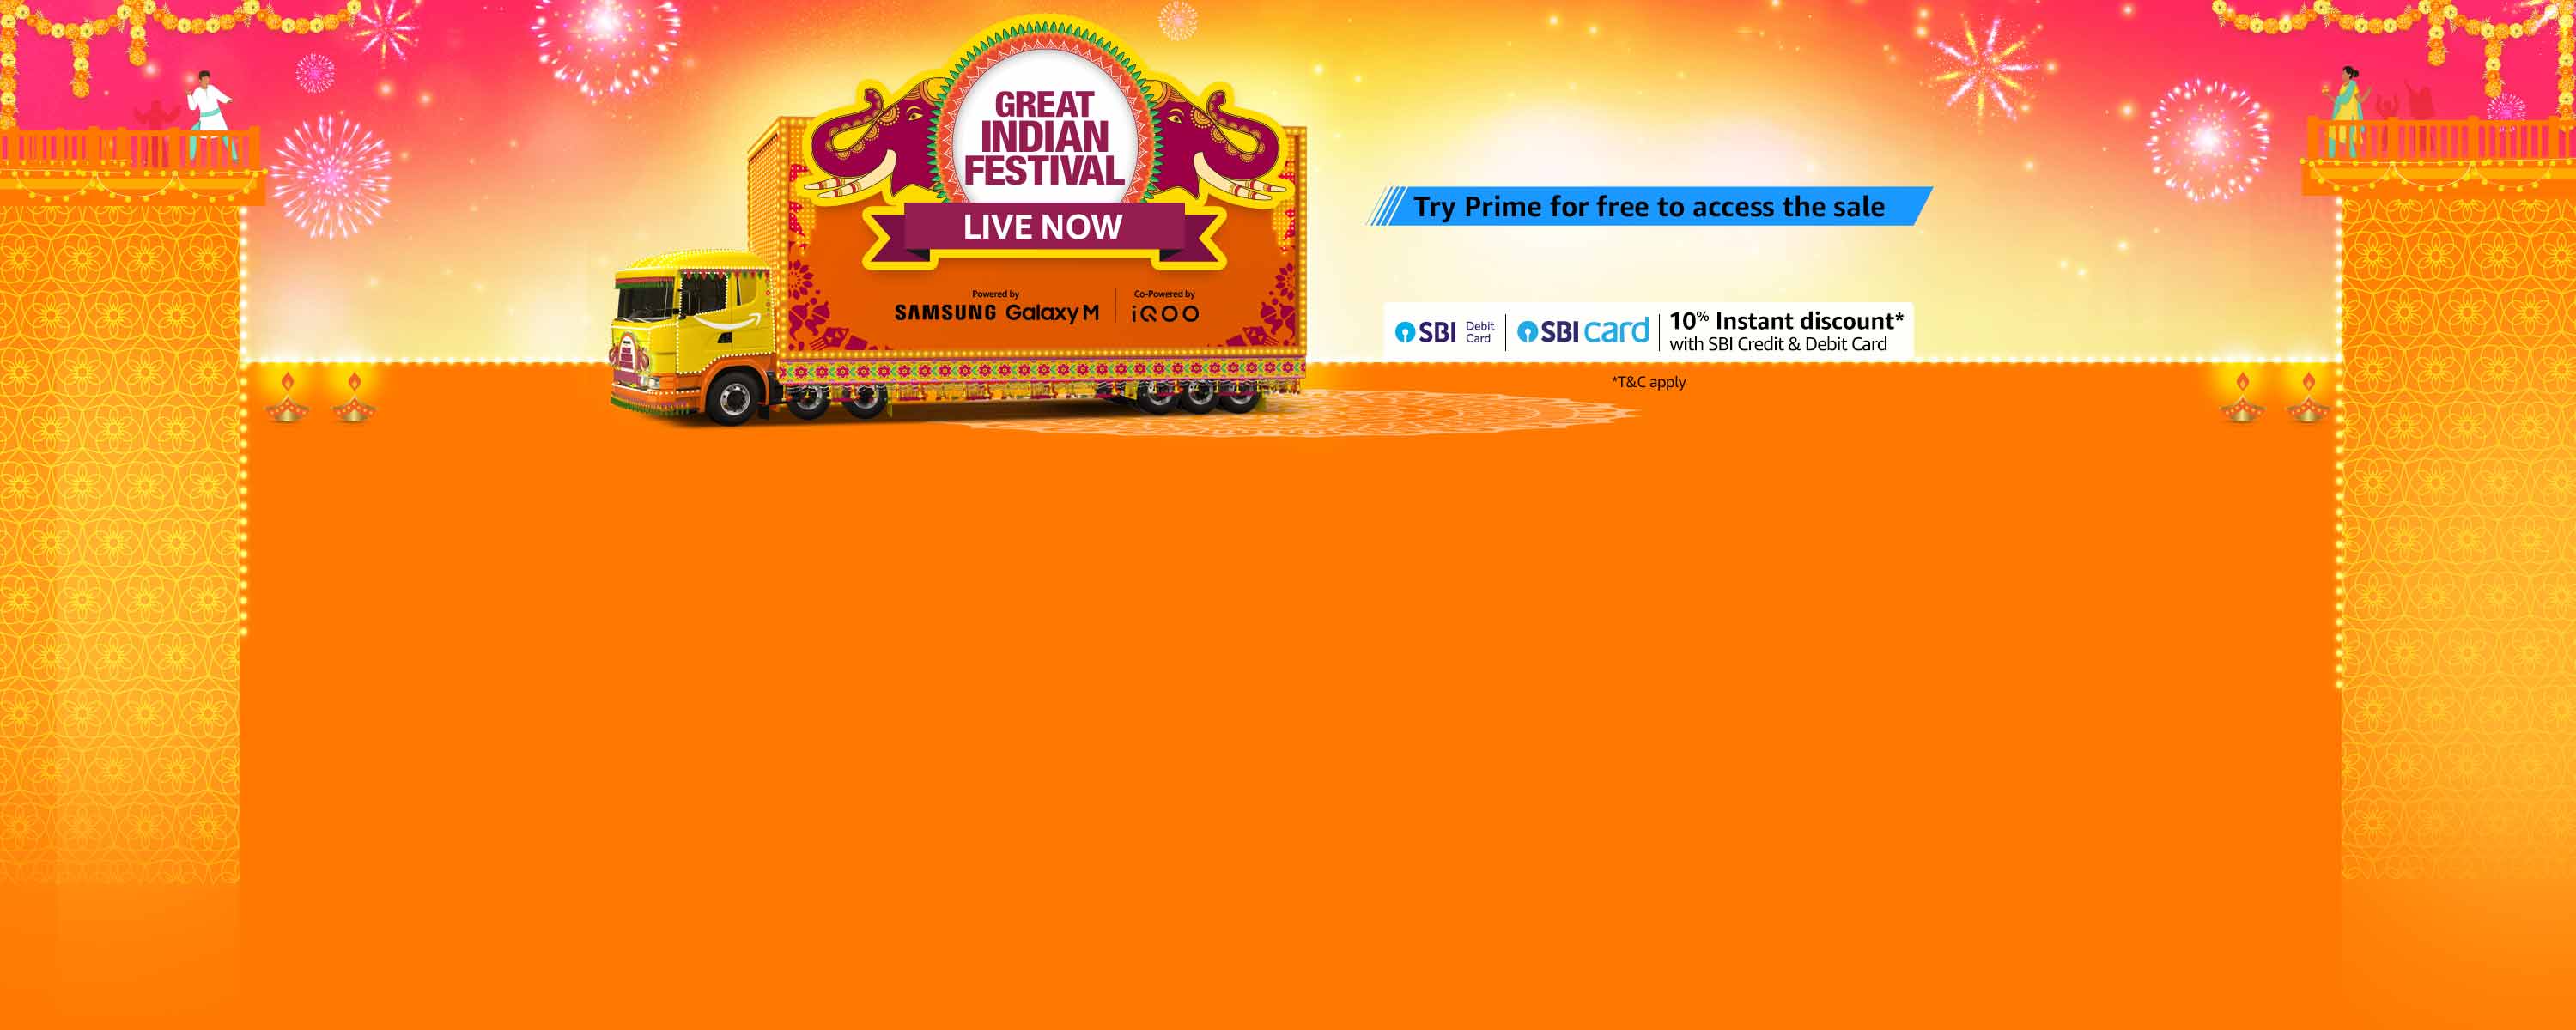 GREAT
INDIAN
FESTIVAL
LIVE NOW
Powered by
SAMSUNG Galaxy M
Co-Powered by
iQOO
Try Prime for free to access the sale
SBI Debit Card
SBI card
10% Instant discount*
with SBI Credit & Debit Card
*T&C apply